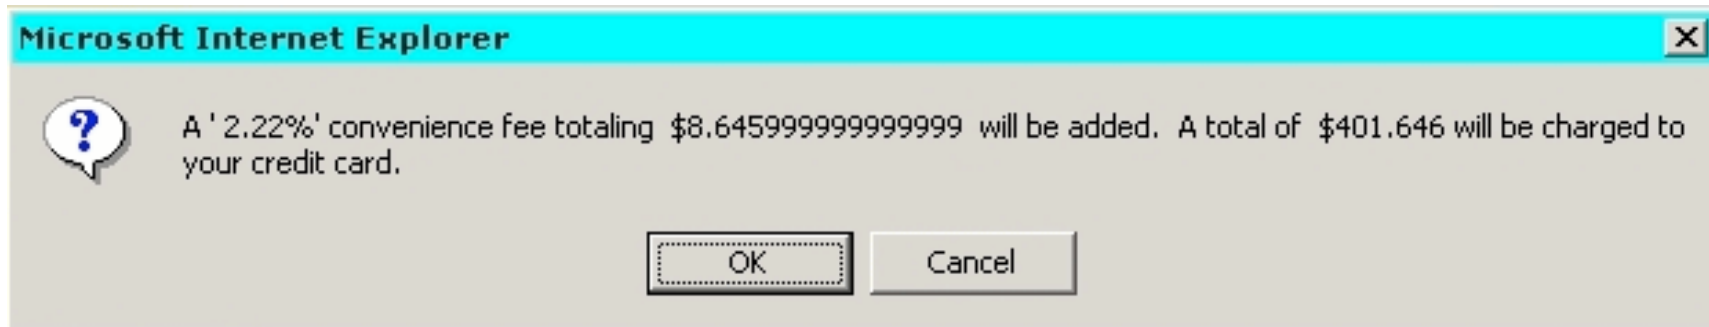 Microsoft Internet Explorer
A ' 2.22%' convenience fee totaling $8.645999999999999 will be added. A total of $401.646 will be charged to
your credit card.
OK
Cancel